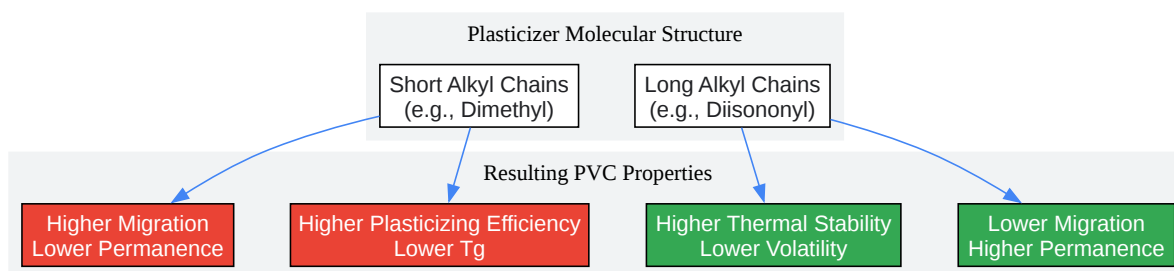 Plasticizer Molecular Structure
Short Alkyl Chains
(e.g., Dimethyl)
Long Alkyl Chains
(e.g., Diisononyl)
Resulting PVC Properties
Higher Migration
Lower Permanence
Higher Plasticizing Efficiency
Lower Tg
Higher Thermal Stability
Lower Volatility
Lower Migration
Higher Permanence